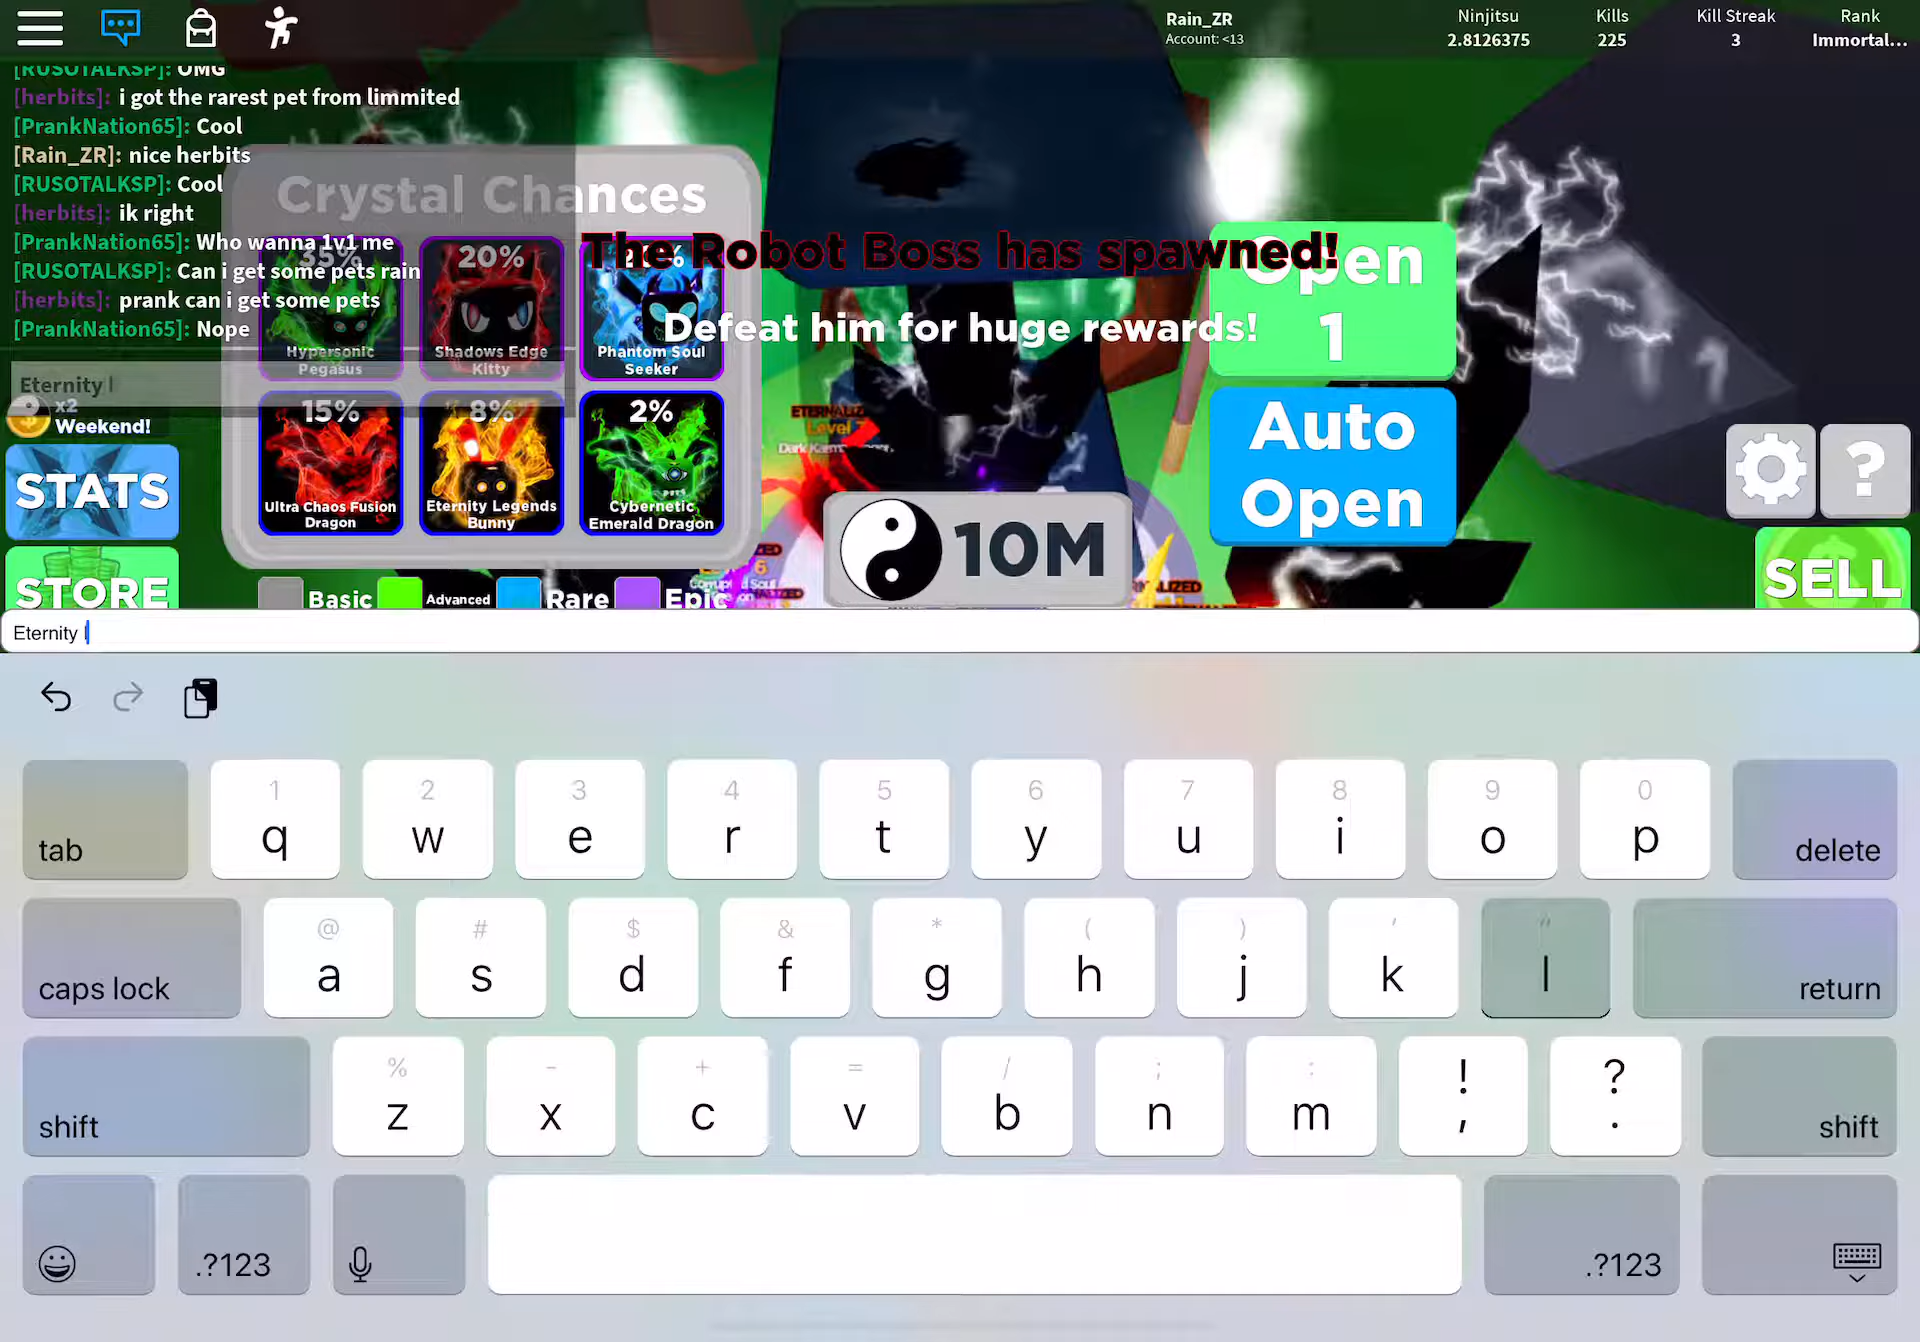 Rain_ZR
Account: <13
Ninjitsu
2.8126375
Kills
225
Kill Streak
3
Rank
Immortal...
[RUSOTALKSP]: OMG
[herbits]: i got the rarest pet from limmited
[PrankNation65]: Cool
[Rain_ZR]: nice herbits
[RUSOTALKSP]: Cool
[herbits]: ik right
[PrankNation65]: Who wanna 1v1 me
[RUSOTALKSP]: Can i get some pets rain
[herbits]: prank can i get some pets
[PrankNation65]: Nope
Eternity l
x2
Weekend!
STATS
STORE
Crystal Chances
35%
Hypersonic
Pegasus
20%
Shadows Edge
Kitty
Phantom Soul
Seeker
15%
Ultra Chaos Fusion
Dragon
8%
Eternity Legends
Bunny
2%
Cybernetic
Emerald Dragon
Basic
Advanced
Rare
Epic
The Robot Boss has spawned!
Defeat him for huge rewards!
Open
1
Auto
Open
10M
ETERNALIZED
Level 7
?
SELL
Eternity l
tab
1 2 3 4 5 6 7 8 9 0
q w e r t y u i o p
delete
caps lock
@ # $ & * ( ) ' "
a s d f g h j k l
return
shift
% - + = / ; : ! ?
z x c v b n m , .
shift
.?123
.?123